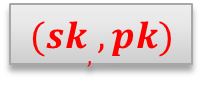 (sk , pk)
,